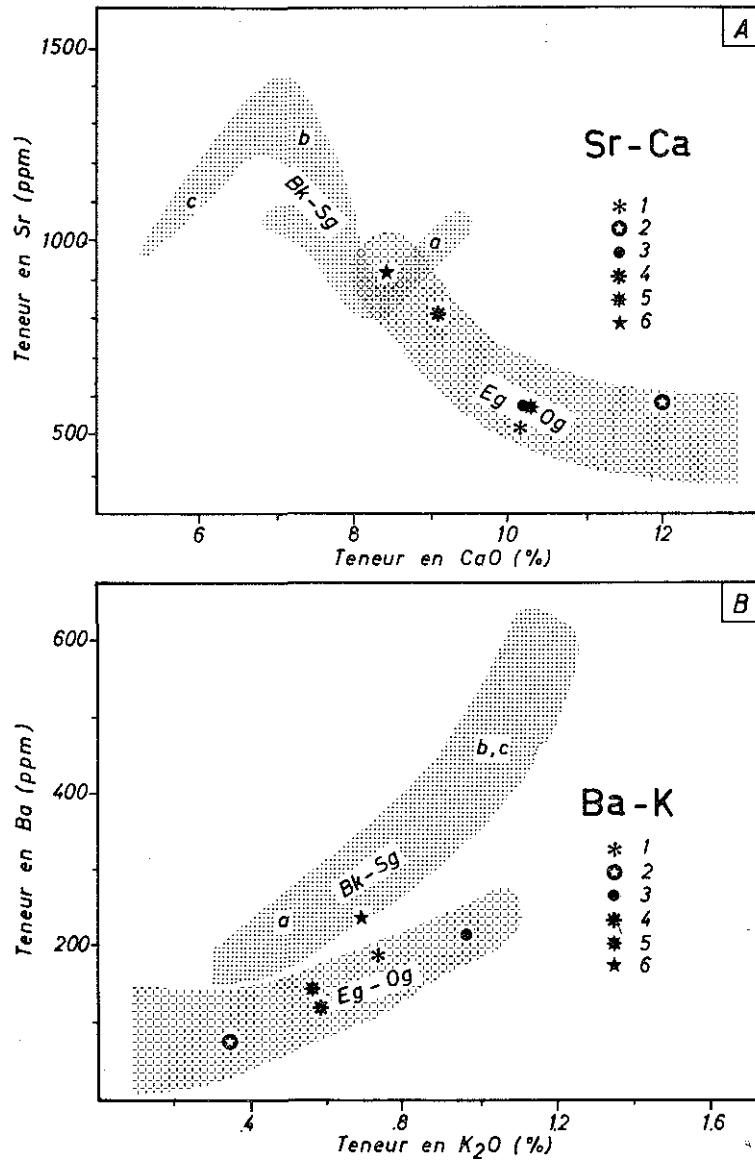 A
1500
1000
500
Teneur en Sr (ppm)
Sr-Ca
1
2
3
4
5
6
b
c
Bk-Sg
a
Eg
Og
6
8
10
12
Teneur en CaO (%)
B
600
400
200
Teneur en Ba (ppm)
Ba-K
1
2
3
4
5
6
b,c
Bk-Sg
a
Eg-Og
.4
.8
1.2
1.6
Teneur en K₂O (%)